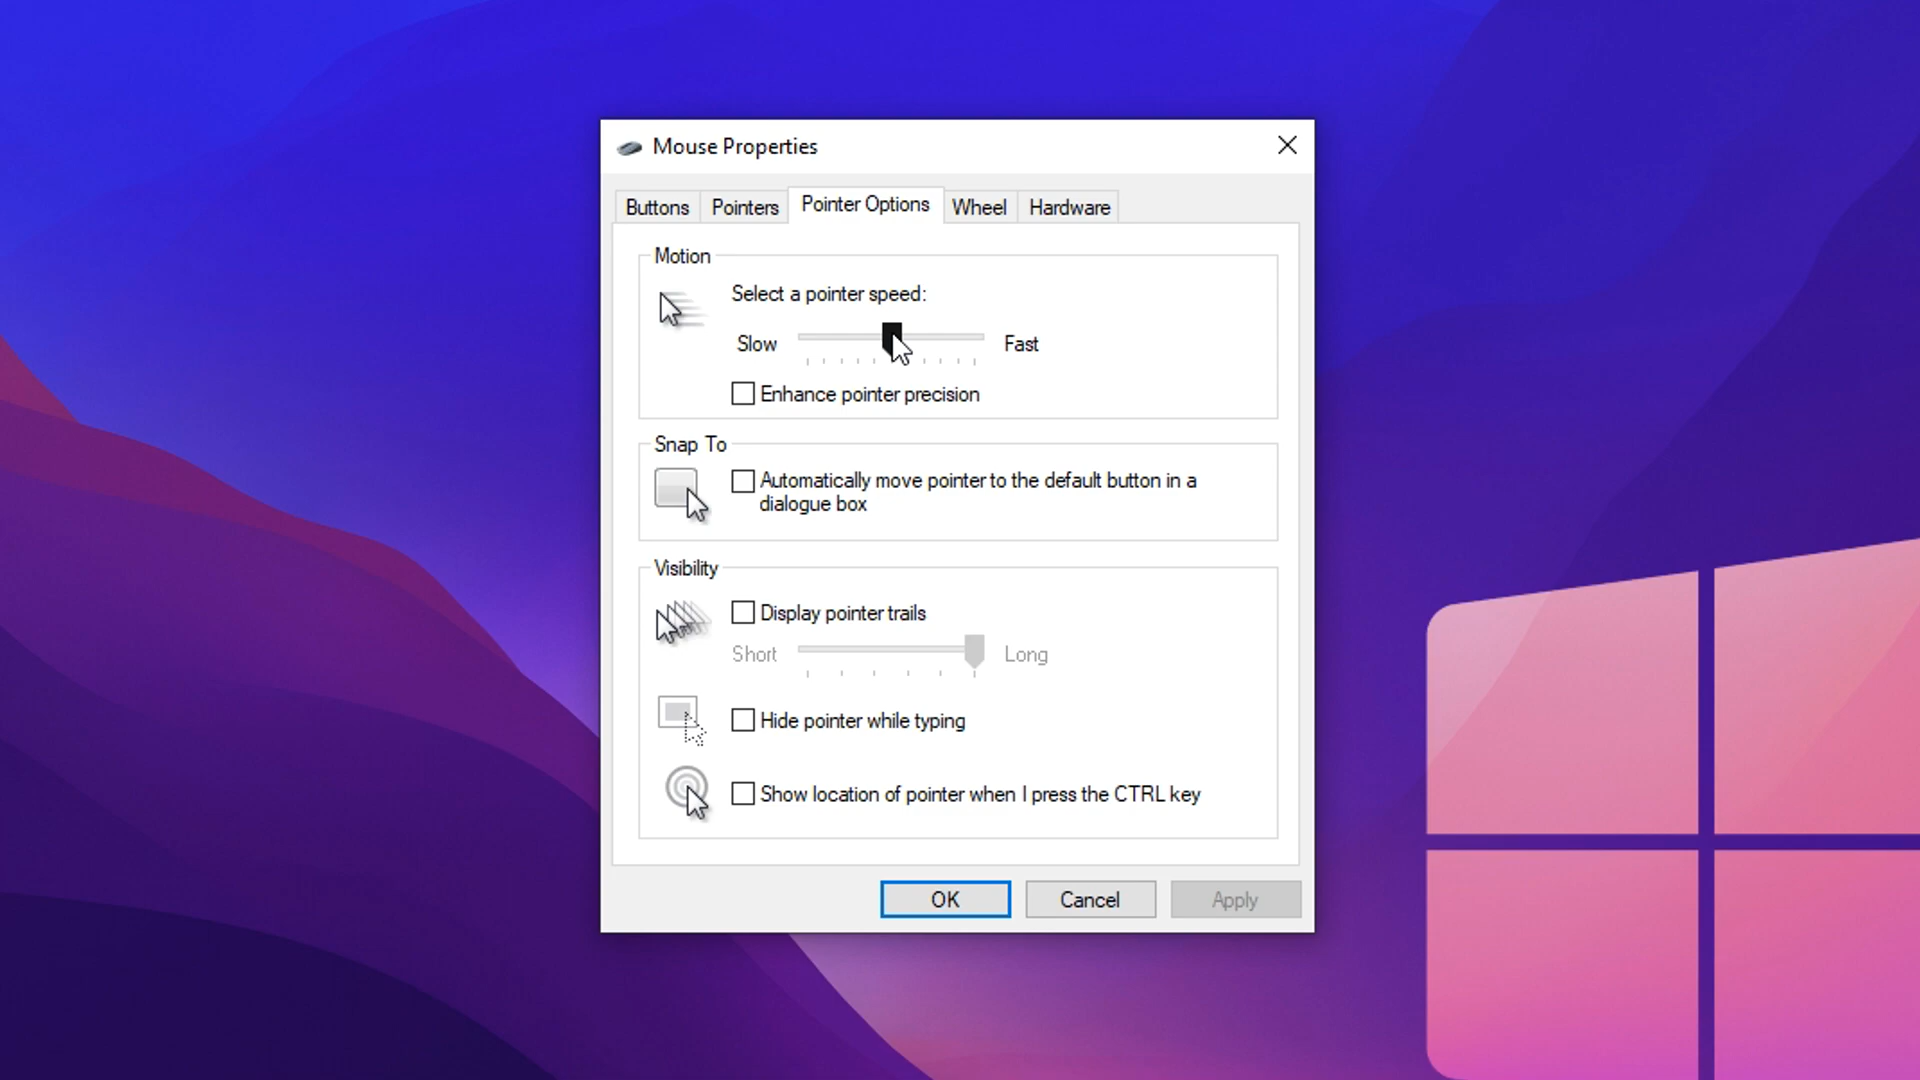 Mouse Properties
Buttons
Pointers
Pointer Options
Wheel
Hardware
Motion
Select a pointer speed:
Slow
Fast
Enhance pointer precision
Snap To
Automatically move pointer to the default button in a
dialogue box
Visibility
Display pointer trails
Short
Long
Hide pointer while typing
Show location of pointer when I press the CTRL key
OK
Cancel
Apply